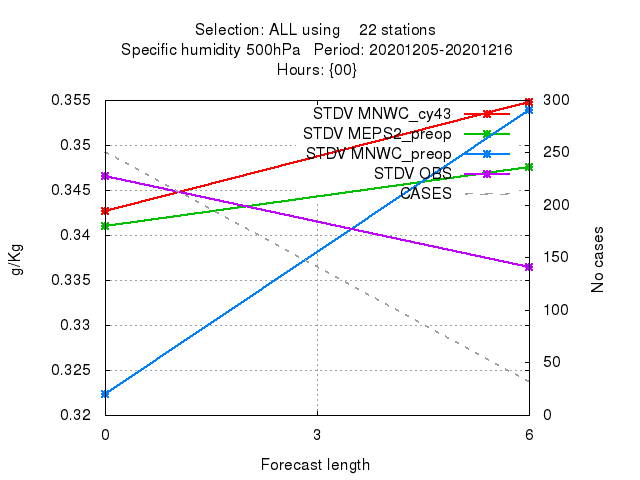 Selection: ALL using 22 stations
Specific humidity 500hPa Period: 20201205-20201216
Hours: {00}
0.355
0.35
0.345
0.34
0.335
0.33
0.325
0.32
g/Kg
STDV MNWC_cy43
STDV MEPS2_preop
STDV MNWC_preop
STDV OBS
CASES
300
250
200
150
100
50
0
No cases
0 3 6
Forecast length